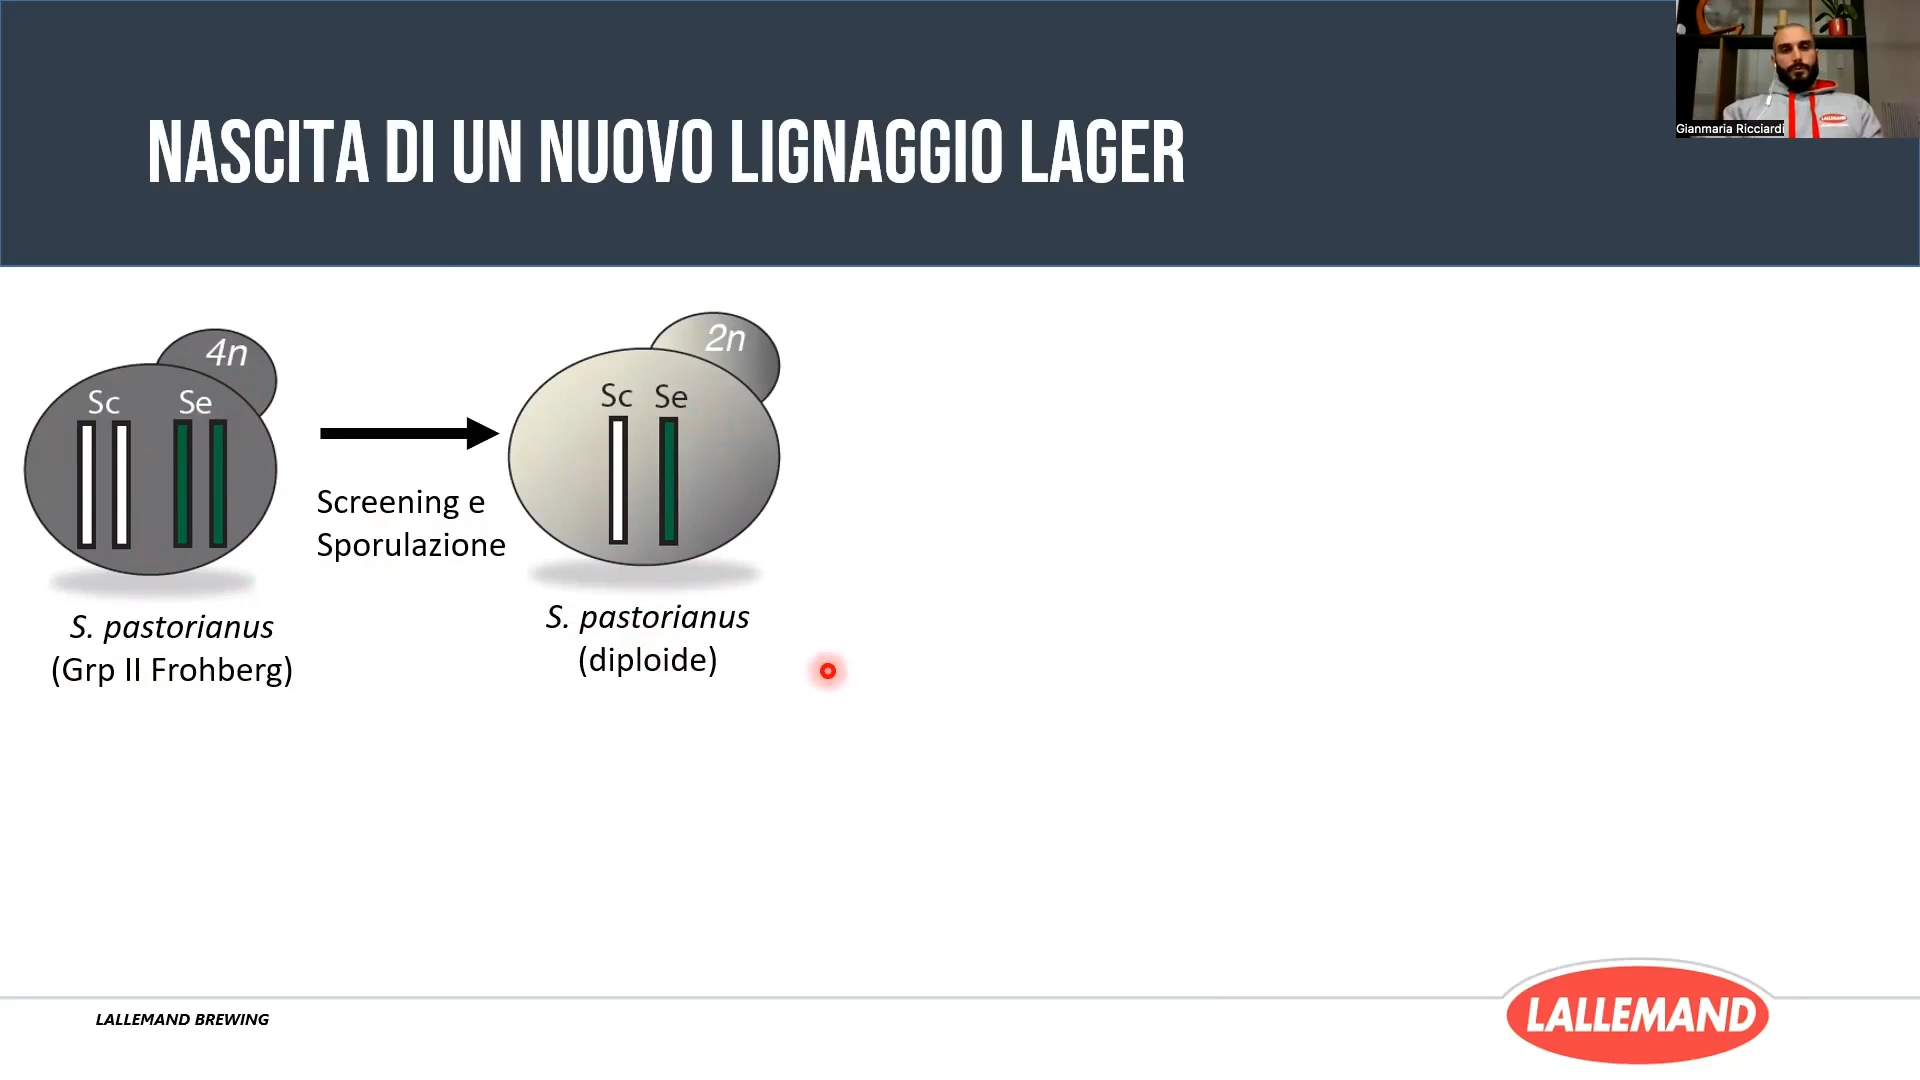 NASCITA DI UN NUOVO LIGNAGGIO LAGER
Gianmaria Ricciardi
LALLEMAND
4n
Sc Se
Screening e
Sporulazione
2n
Sc Se
S. pastorianus
(Grp II Frohberg)
S. pastorianus
(diploide)
LALLEMAND BREWING
LALLEMAND